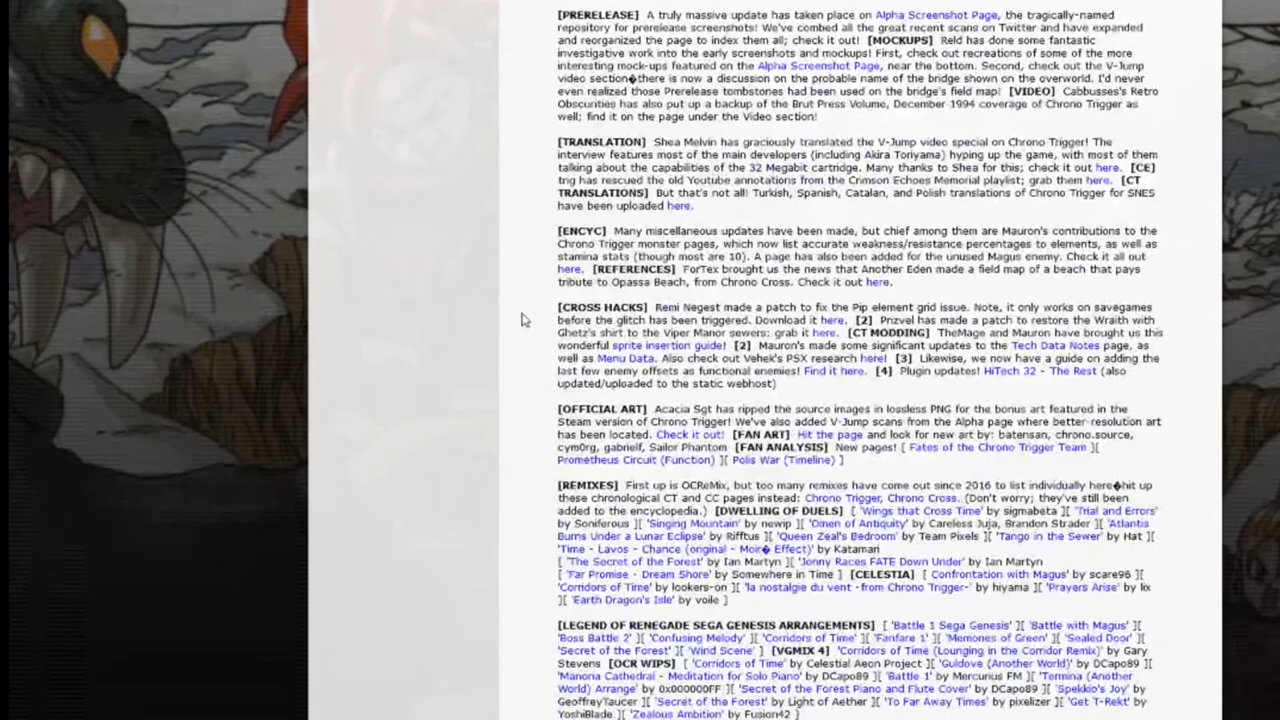 [PRERELEASE] A truly massive update has taken place on Alpha Screenshot Page, the tragically-named
repository for prerelease screenshots! We've combed all the great recent scans on Twitter and have expanded
and reorganized the page to index them all; check it out! [MOCKUPS] Reld has done some fantastic
investigative work into the early screenshots and mockups! First, check out recreations of some of the more
interesting mock-ups featured on the Alpha Screenshot Page, near the bottom. Second, check out the V-Jump
video section�there is now a discussion on the probable name of the bridge shown on the overworld. I'd never
even realized those Prerelease tombstones had been used on the bridge's field map! [VIDEO] Cabbusses's Retro
Obscurities has also put up a backup of the Brut Press Volume, December 1994 coverage of Chrono Trigger as
well; find it on the page under the Video section!
[TRANSLATION] Shea Melvin has graciously translated the V-Jump video special on Chrono Trigger! The
interview features most of the main developers (including Akira Toriyama) hyping up the game, with most of them
talking about the capabilities of the 32 Megabit cartridge. Many thanks to Shea for this; check it out here. [CE]
trig has rescued the old Youtube annotations from the Crimson Echoes Memorial playlist; grab them here. [CT
TRANSLATIONS] But that's not all! Turkish, Spanish, Catalan, and Polish translations of Chrono Trigger for SNES
have been uploaded here.
[ENCYC] Many miscellaneous updates have been made, but chief among them are Mauron's contributions to the
Chrono Trigger monster pages, which now list accurate weakness/resistance percentages to elements, as well as
stamina stats (though most are 10). A page has also been added for the unused Magus enemy. Check it all out
here. [REFERENCES] ForTex brought us the news that Another Eden made a field map of a beach that pays
tribute to Opassa Beach, from Chrono Cross. Check it out here.
[CROSS HACKS] Remi Negest made a patch to fix the Pip element grid issue. Note, it only works on savegames
before the glitch has been triggered. Download it here. [2] Prizvel has made a patch to restore the Wraith with
Ghetz's shirt to the Viper Manor sewers; grab it here. [CT MODDING] TheMage and Mauron have brought us this
wonderful sprite insertion guide! [2] Mauron's made some significant updates to the Tech Data Notes page, as
well as Menu Data. Also check out Vehek's PSX research here! [3] Likewise, we now have a guide on adding the
last few enemy offsets as functional enemies! Find it here. [4] Plugin updates! HiTech 32 - The Rest (also
updated/uploaded to the static webhost)
[OFFICIAL ART] Acacia Sgt has ripped the source images in lossless PNG for the bonus art featured in the
Steam version of Chrono Trigger! We've also added V-Jump scans from the Alpha page where better-resolution art
has been located. Check it out! [FAN ART] Hit the page and look for new art by: batensan, chrono.source,
cym0rg, gabrielf, Sailor Phantom [FAN ANALYSIS] New pages! [ Fates of the Chrono Trigger Team ][
Prometheus Circuit (Function) ][ Polis War (Timeline) ]
[REMIXES] First up is OCReMix, but too many remixes have come out since 2016 to list individually here�hit up
these chronological CT and CC pages instead: Chrono Trigger, Chrono Cross. (Don't worry; they've still been
added to the encyclopedia.) [DWELLING OF DUELS] [ 'Wings that Cross Time' by sigmabeta ][ 'Trial and Errors'
by Soniferous ][ 'Singing Mountain' by newip ][ 'Omen of Antiquity' by Careless Juja, Brandon Strader ][ 'Atlantis
Burns Under a Lunar Eclipse' by Rifftus ][ 'Queen Zeal's Bedroom' by Team Pixels ][ 'Tango in the Sewer' by Hat ][
'Time - Lavos - Chance (original - Moir� Effect)' by Katamari
[ 'The Secret of the Forest' by Ian Martyn ][ 'Jonny Races FATE Down Under' by Ian Martyn
[ 'Far Promise - Dream Shore' by Somewhere in Time ] [CELESTIA] [ Confrontation with Magus' by scare96 ][
'Corridors of Time' by lookers-on ][ 'la nostalgie du vent -from Chrono Trigger-' by hiyama ][ 'Prayers Arise' by lix
][ 'Earth Dragon's Isle' by voile ]
[LEGEND OF RENEGADE SEGA GENESIS ARRANGEMENTS] [ 'Battle 1 Sega Genesis' ][ 'Battle with Magus' ][
'Boss Battle 2' ][ 'Confusing Melody' ][ 'Corridors of Time' ][ 'Fanfare 1' ][ 'Memories of Green' ][ 'Sealed Door' ][
'Secret of the Forest' ][ 'Wind Scene' ] [VGMIX 4] 'Corridors of Time (Lounging in the Corridor Remix)' by Gary
Stevens [OCR WIPS] [ 'Corridors of Time' by Celestial Aeon Project ][ 'Guldove (Another World)' by DCapo89 ][
'Manoria Cathedral - Meditation for Solo Piano' by DCapo89 ][ 'Battle 1' by Mercurius FM ][ 'Termina (Another
World) Arrange' by 0x000000FF ][ 'Secret of the Forest Piano and Flute Cover' by DCapo89 ][ 'Spekkio's Joy' by
GeoffreyTaucer ][ 'Secret of the Forest' by Light of Aether ][ 'To Far Away Times' by pixelizer ][ 'Get T-Rekt' by
YoshiBlade ][ 'Zealous Ambition' by Fusion42 ]